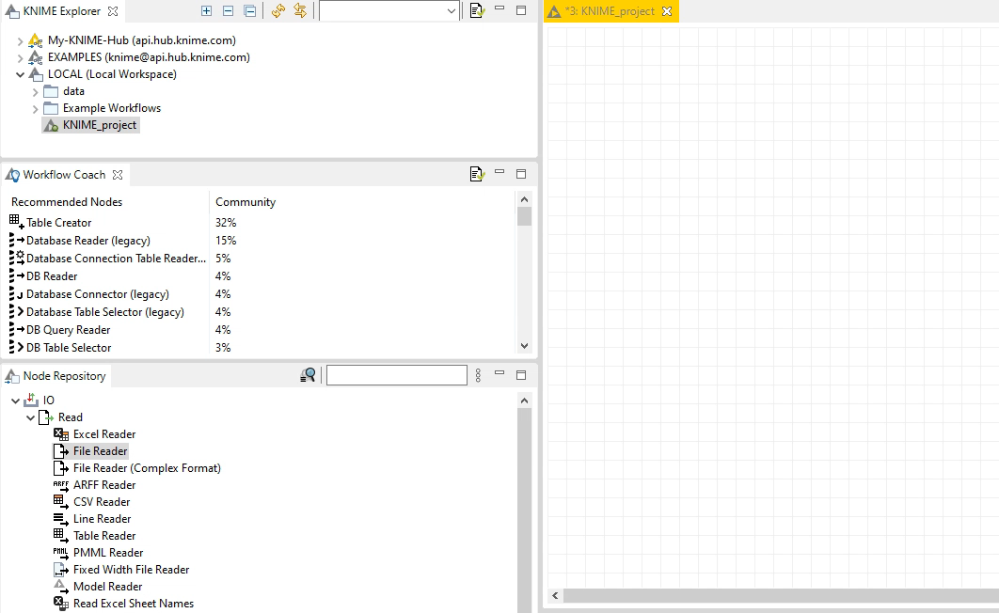 KNIME Explorer
*3: KNIME_project
My-KNIME-Hub (api.hub.knime.com)
EXAMPLES (knime@api.hub.knime.com)
LOCAL (Local Workspace)
data
Example Workflows
KNIME_project
Workflow Coach
Recommended Nodes Community
Table Creator 32%
Database Reader (legacy) 15%
Database Connection Table Reader... 5%
DB Reader 4%
Database Connector (legacy) 4%
Database Table Selector (legacy) 4%
DB Query Reader 4%
DB Table Selector 3%
Node Repository
IO
Read
Excel Reader
File Reader
File Reader (Complex Format)
ARFF ARFF Reader
CSV Reader
Line Reader
Table Reader
PMML PMML Reader
Fixed Width File Reader
Model Reader
Read Excel Sheet Names